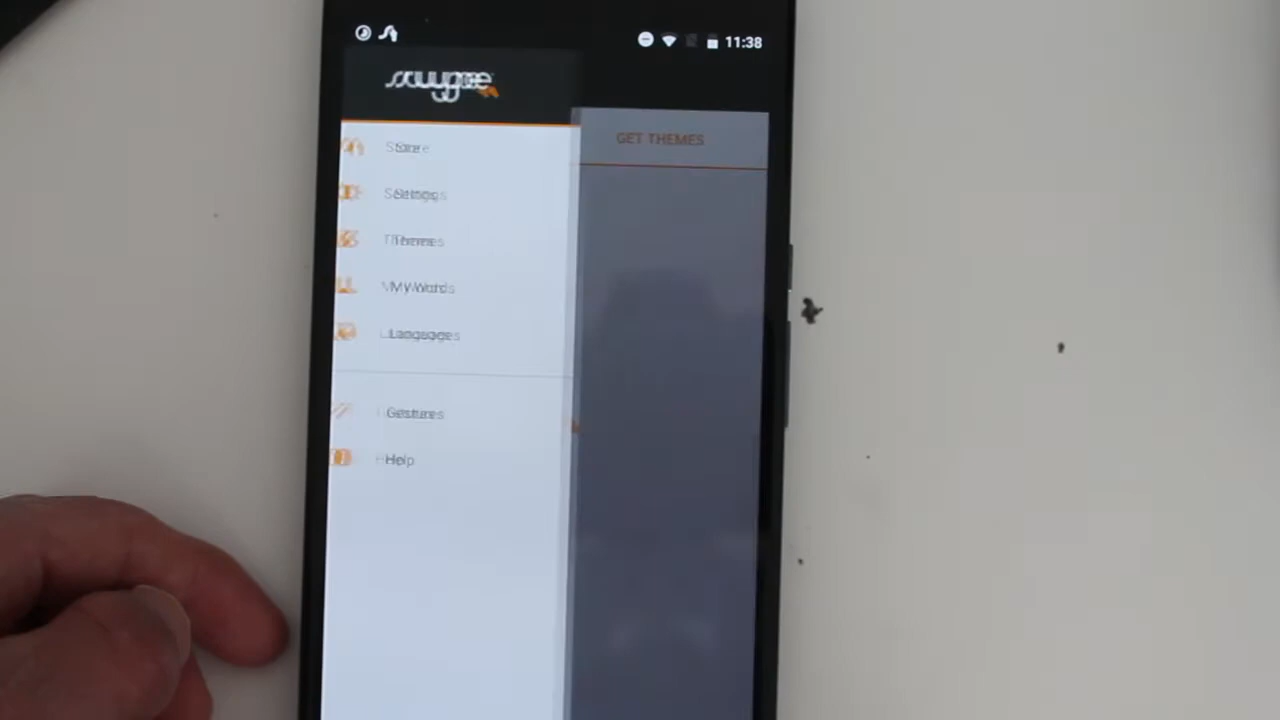 11:38
GET THEMES
Store
Settings
Themes
My Words
Languages
Gestures
Help